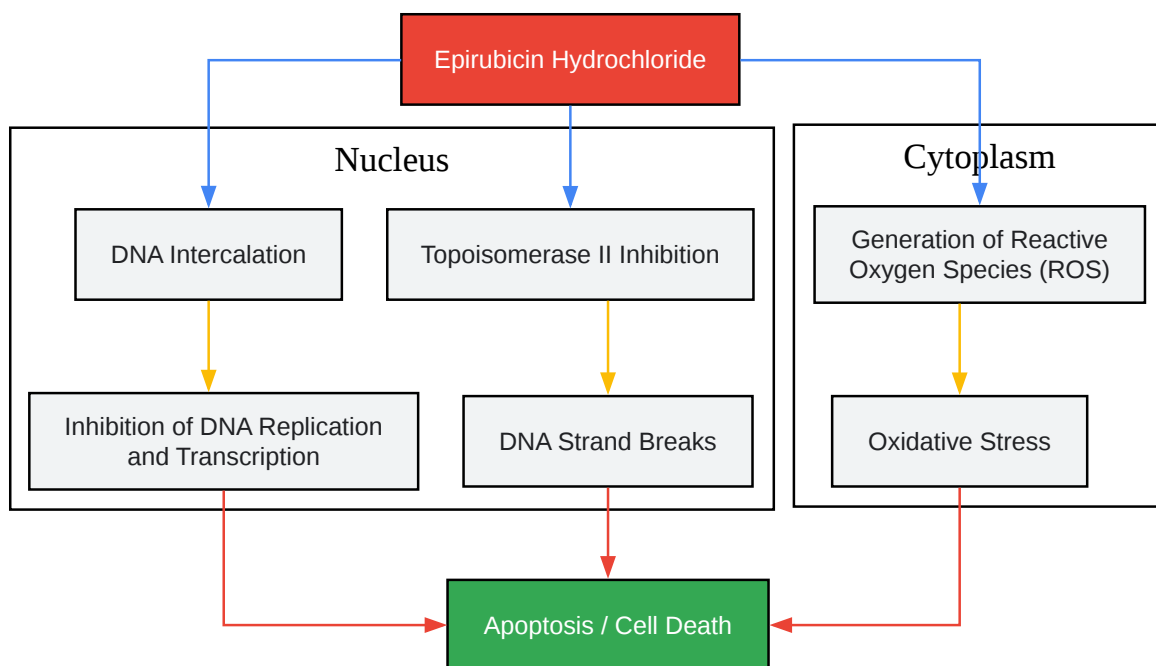 Epirubicin Hydrochloride
Nucleus
Cytoplasm
DNA Intercalation
Topoisomerase II Inhibition
Generation of Reactive
Oxygen Species (ROS)
Inhibition of DNA Replication
and Transcription
DNA Strand Breaks
Oxidative Stress
Apoptosis / Cell Death